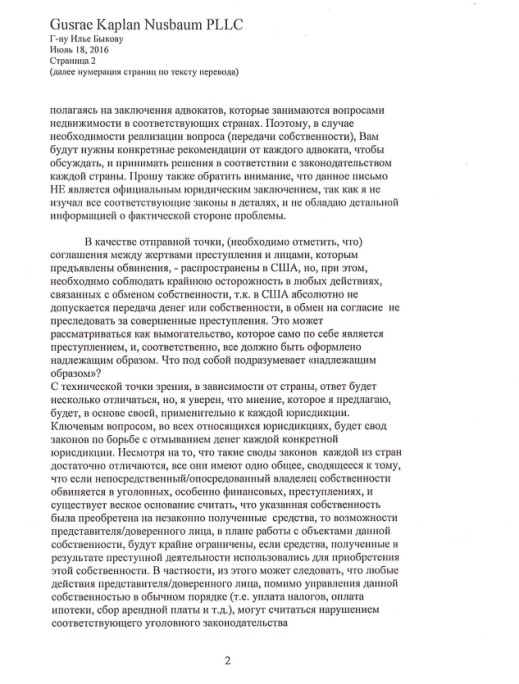 Gusrae Kaplan Nusbaum PLLC
Г-ну Илье Быкову
Июль 18, 2016
Страница 2
(далее нумерация страниц по тексту перевода)
полагаясь на заключения адвокатов, которые занимаются вопросами
недвижимости в соответствующих странах. Поэтому, в случае
необходимости реализации вопроса (передачи собственности), Вам
будут нужны конкретные рекомендации от каждого адвоката, чтобы
обсуждать, и принимать решения в соответствии с законодательством
каждой страны. Прошу также обратить внимание, что данное письмо
НЕ является официальным юридическим заключением, так как я не
изучал все соответствующие законы в деталях, и не обладаю детальной
информацией о фактической стороне проблемы.
В качестве отправной точки, (необходимо отметить, что)
соглашения между жертвами преступления и лицами, которым
предъявлены обвинения, - распространены в США, но, при этом,
необходимо соблюдать крайнюю осторожность в любых действиях,
связанных с обменом собственности, т.к. в США абсолютно не
допускается передача денег или собственности, в обмен на согласие не
преследовать за совершенные преступления. Это может
рассматриваться как вымогательство, которое само по себе является
преступлением, и, соответственно, все должно быть оформлено
надлежащим образом. Что под собой подразумевает «надлежащим
образом»?
С технической точки зрения, в зависимости от страны, ответ будет
несколько отличаться, но, я уверен, что мнение, которое я предлагаю,
будет, в основе своей, применительно к каждой юрисдикции.
Ключевым вопросом, во всех относящихся юрисдикциях, будет свод
законов по борьбе с отмыванием денег каждой конкретной
юрисдикции. Несмотря на то, что такие своды законов каждой из стран
достаточно отличаются, все они имеют одно общее, сводящееся к тому,
что если непосредственный/опосредованный владелец собственности
обвиняется в уголовных, особенно финансовых, преступлениях, и
существует веское основание считать, что указанная собственность
была преобретена на незаконно полученные средства, то возможности
представителя/доверенного лица, в плане работы с объектами данной
собственности, будут крайне ограничены, если средства, полученные в
результате преступной деятельности использовались для приобретения
этой собственности. В частности, из этого может следовать, что любые
действия представителя/доверенного лица, помимо управления данной
собственностью в обычном порядке (т.е. уплата налогов, оплата
ипотеки, сбор арендной платы и т.д.), могут считаться нарушением
соответствующего уголовного законодательства
2